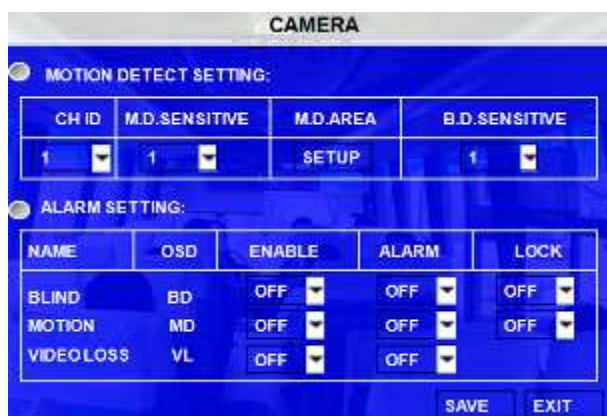 CAMERA
MOTION DETECT SETTING:
CH ID M.D.SENSITIVE M.D.AREA B.D.SENSITIVE
1 1 SETUP 1
ALARM SETTING:
NAME OSD ENABLE ALARM LOCK
BLIND BD OFF OFF OFF
MOTION MD OFF OFF OFF
VIDEOLOSS VL OFF OFF
SAVE EXIT